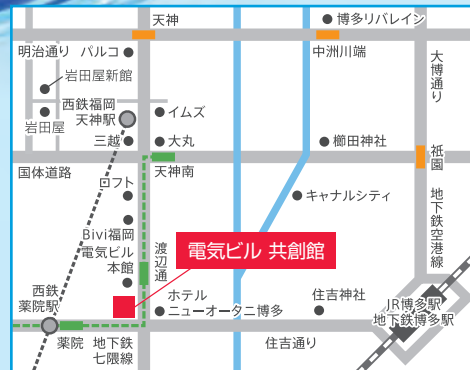 天神
博多リバレイン
明治通り
パルコ
中洲川端
大博通り
岩田屋新館
西鉄福岡
天神駅
イムズ
岩田屋
三越
大丸
櫛田神社
祇園
国体道路
天神南
ロフト
キャナルシティ
地下鉄空港線
Bivi福岡
渡辺通
電気ビル
本館
電気ビル 共創館
西鉄
薬院駅
ホテル
ニューオータニ博多
住吉神社
JR博多駅
地下鉄博多駅
薬院
地下鉄
七隈線
住吉通り